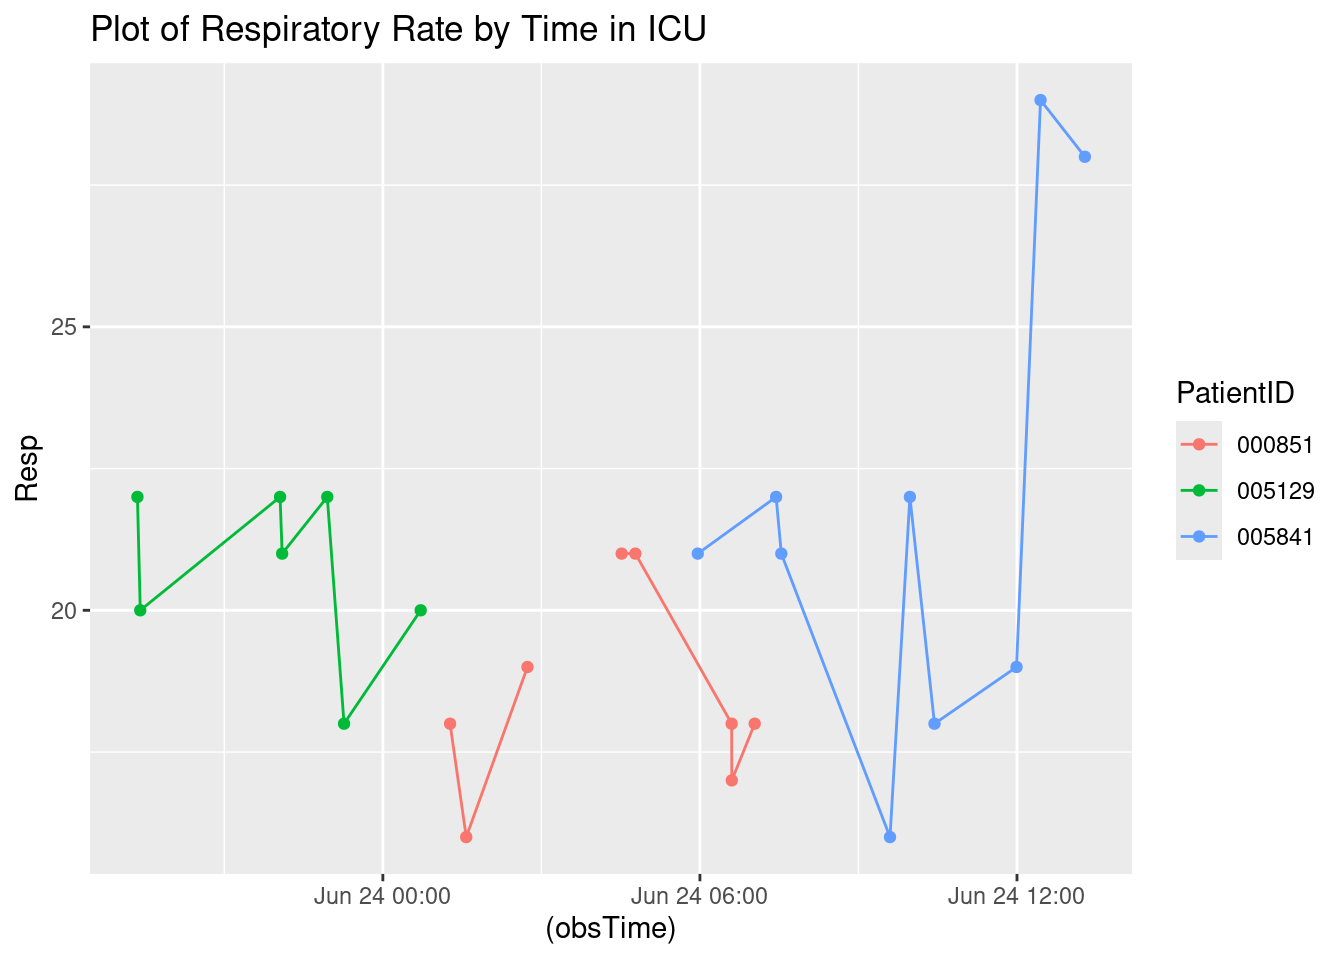 Plot of Respiratory Rate by Time in ICU
25
20
Resp
Jun 24 00:00
Jun 24 06:00
Jun 24 12:00
(obsTime)
PatientID
000851
005129
005841